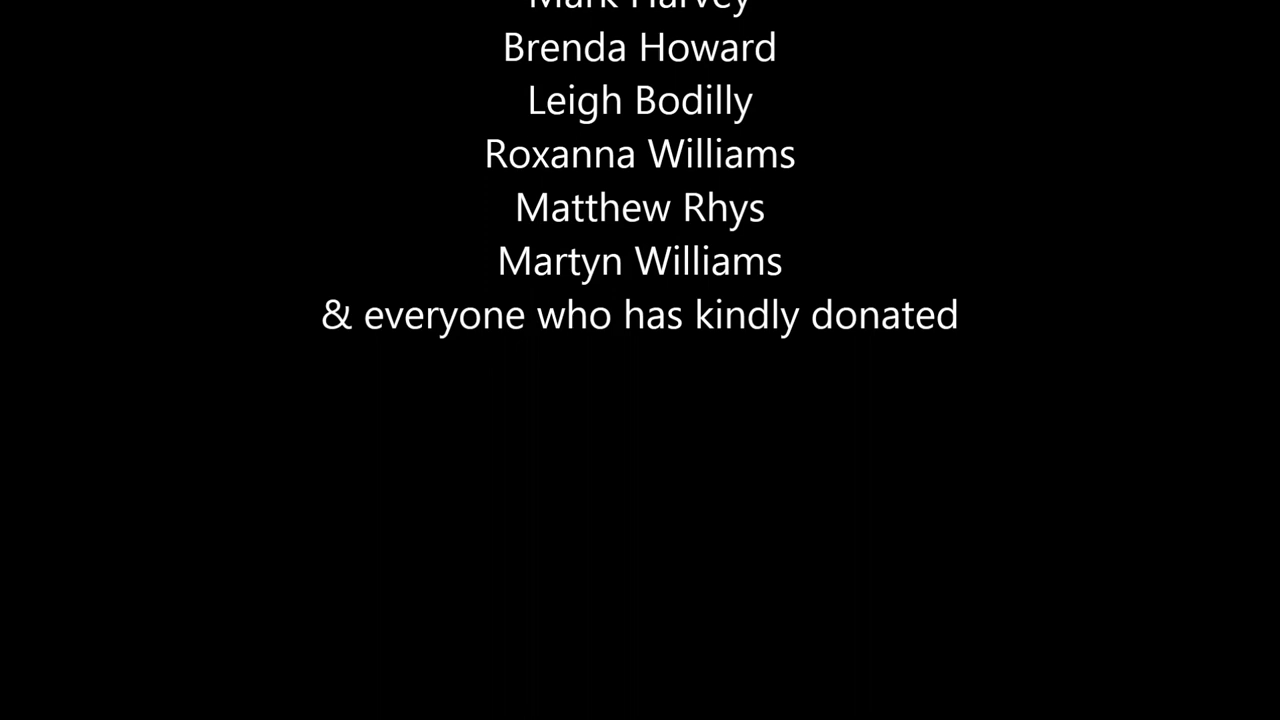 Mark Harvey
Brenda Howard
Leigh Bodilly
Roxanna Williams
Matthew Rhys
Martyn Williams
& everyone who has kindly donated